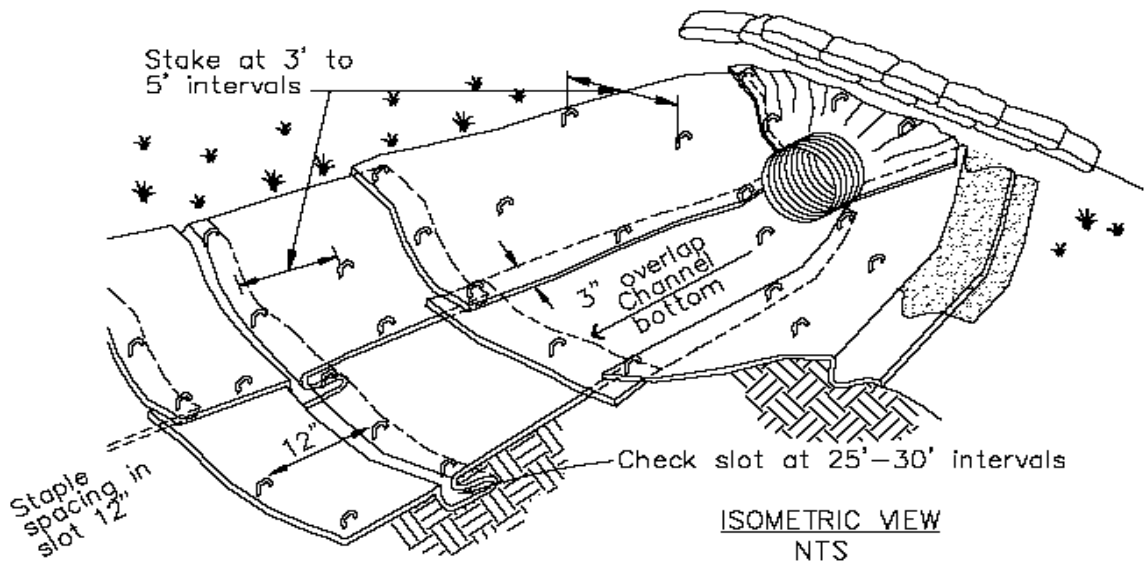 Stake at 3' to
5' intervals
3" overlap
Channel
bottom
12"
Staple
spacing in
slot 12"
Check slot at 25'-30' intervals
ISOMETRIC VIEW
NTS